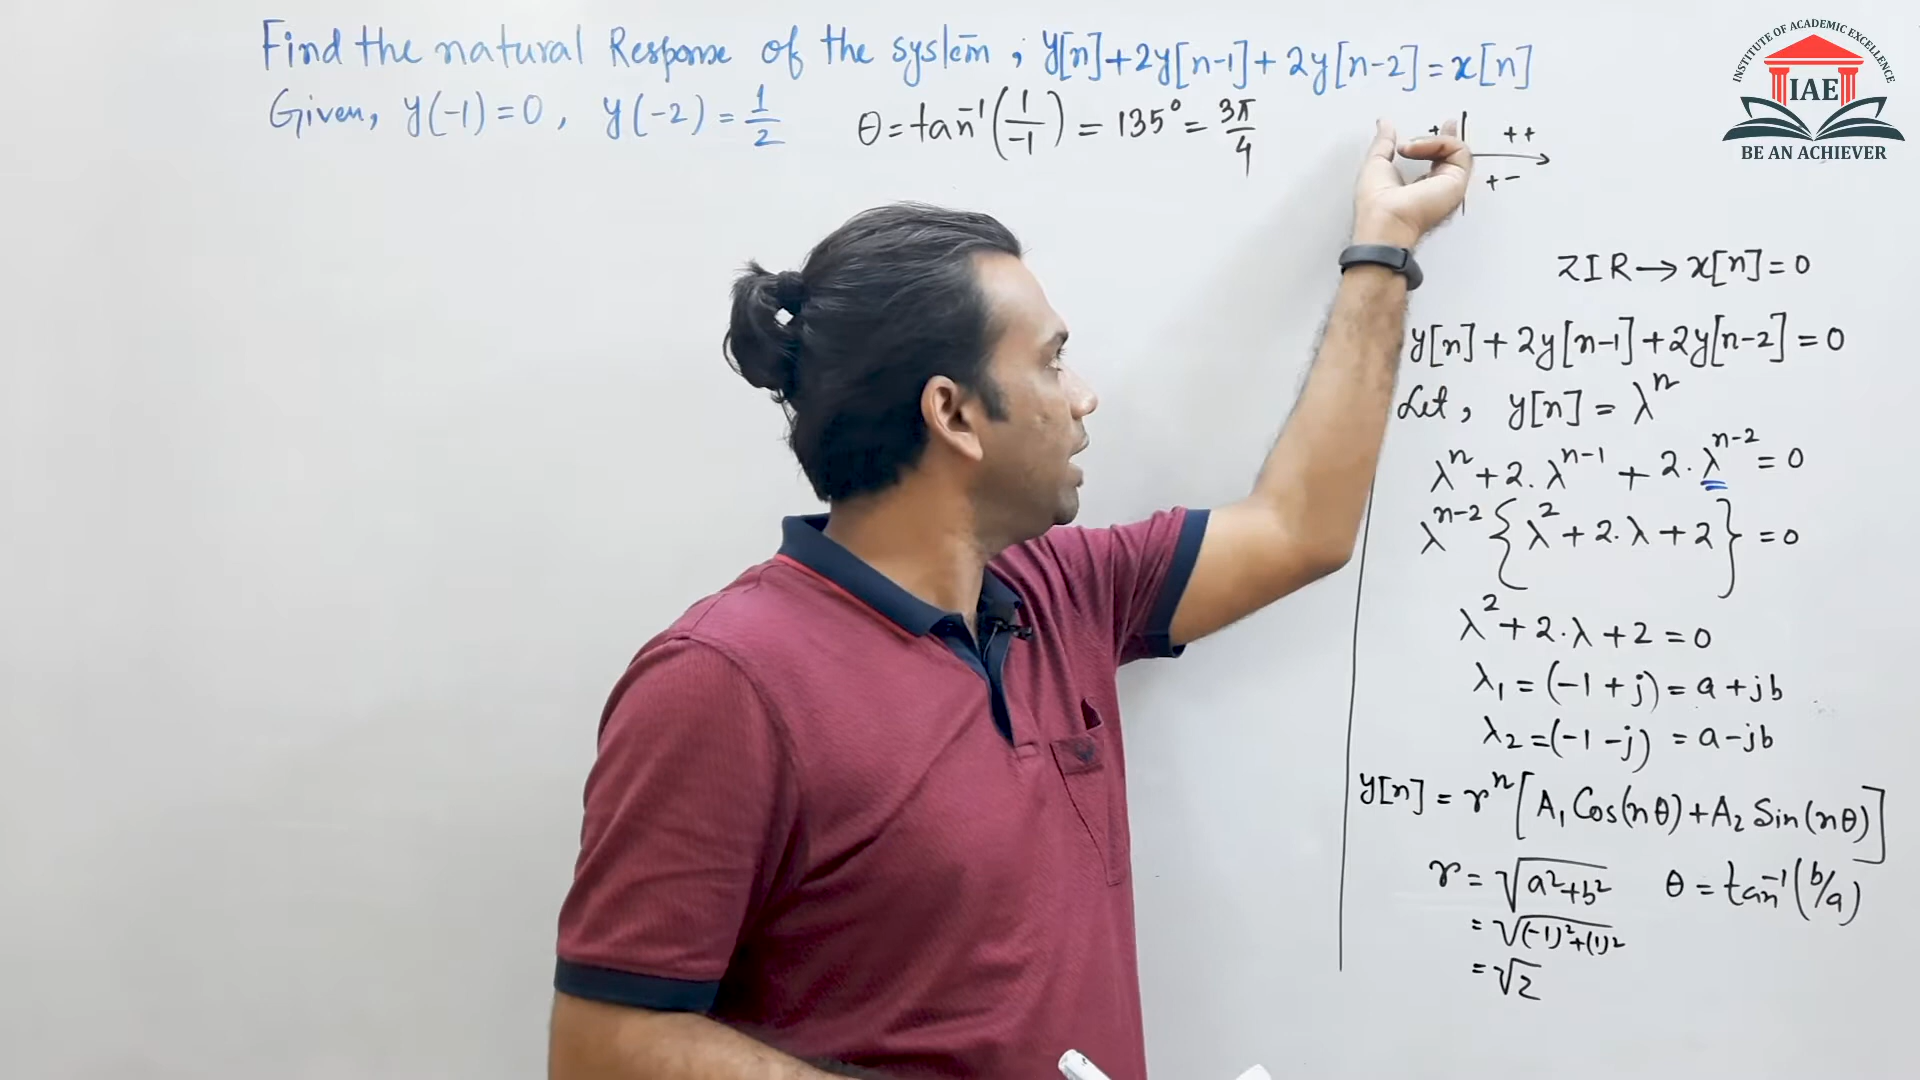 Find the natural Response of the system ; y[n]+2y[n-1]+2y[n-2]=x[n]
Given, y(-1)=0, y(-2)=1/2
θ=tan⁻¹(1/-1)=135°=3π/4
++
+-
ZIR→x[n]=0
y[n]+2y[n-1]+2y[n-2]=0
Let, y[n]=λⁿ
λⁿ+2.λⁿ⁻¹+2.λⁿ⁻²=0
λⁿ⁻²{λ²+2.λ+2}=0
λ²+2.λ+2=0
λ₁=(-1+j)=a+jb
λ₂=(-1-j)=a-jb
y[n]=rⁿ[A₁Cos(nθ)+A₂Sin(nθ)]
r=√a²+b² θ=tan⁻¹(b/a)
=√(-1)²+(1)²
=√2
INSTITUTE OF ACADEMIC EXCELLENCE
IAE
BE AN ACHIEVER